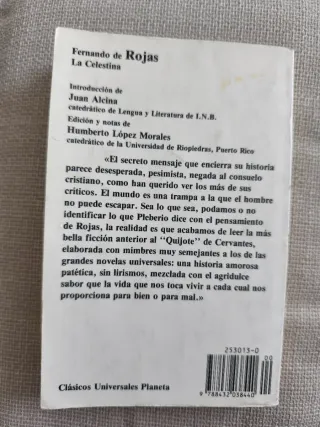 Fernando de Rojas
La Celestina
Introducción de
Juan Alcina
catedrático de Lengua y Literatura de I.N.B.
Edición y notas de
Humberto López Morales
catedrático de la Universidad de Riopiedras, Puerto Rico
«El secreto mensaje que encierra su historia
parece desesperada, pesimista, negada al consuelo
cristiano, como han querido ver los más de sus
críticos. El mundo es una trampa a la que el hombre
no puede escapar. Sea lo que sea, podamos o no
identificar lo que Pleberio dice con el pensamiento
de Rojas, la realidad es que acabamos de leer la más
bella ficción anterior al "Quijote" de Cervantes,
elaborada con mimbres muy semejantes a los de las
grandes novelas universales: una historia amorosa
patética, sin lirismos, mezclada con el agridulce
sabor que la vida que nos toca vivir a cada cual nos
proporciona para bien o para mal.»
253013-0
00
9 788432 038440
Clásicos Universales Planeta